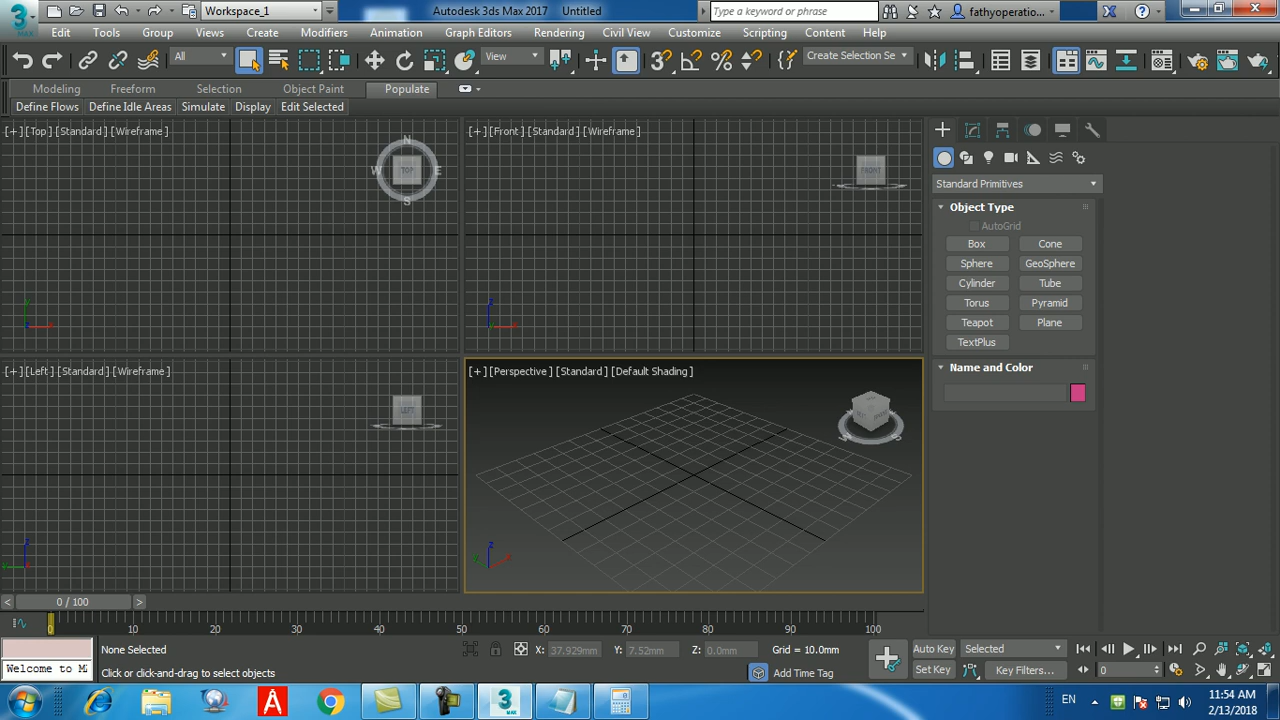 Workspace_1 Autodesk 3ds Max 2017 Untitled Type a keyword or phrase fathyoperatio...
MAX Edit Tools Group Views Create Modifiers Animation Graph Editors Rendering Civil View Customize Scripting Content Help
All View Create Selection Se
Modeling Freeform Selection Object Paint Populate
Define Flows Define Idle Areas Simulate Display Edit Selected
[+] [Top] [Standard] [Wireframe] [+] [Front] [Standard] [Wireframe]
N
W TOP E FRONT
S
Standard Primitives
Object Type
AutoGrid
Box Cone
Sphere GeoSphere
Cylinder Tube
Torus Pyramid
Teapot Plane
TextPlus
Name and Color
[+] [Left] [Standard] [Wireframe] [+] [Perspective] [Standard] [Default Shading]
LEFT
< 0 / 100 >
0 10 20 30 40 50 60 70 80 90 100
None Selected X: 37.929mm Y: 7.52mm Z: 0.0mm Grid = 10.0mm Auto Key Selected
Welcome to M Click or click-and-drag to select objects Add Time Tag Set Key Key Filters... 0
EN 11:54 AM
2/13/2018